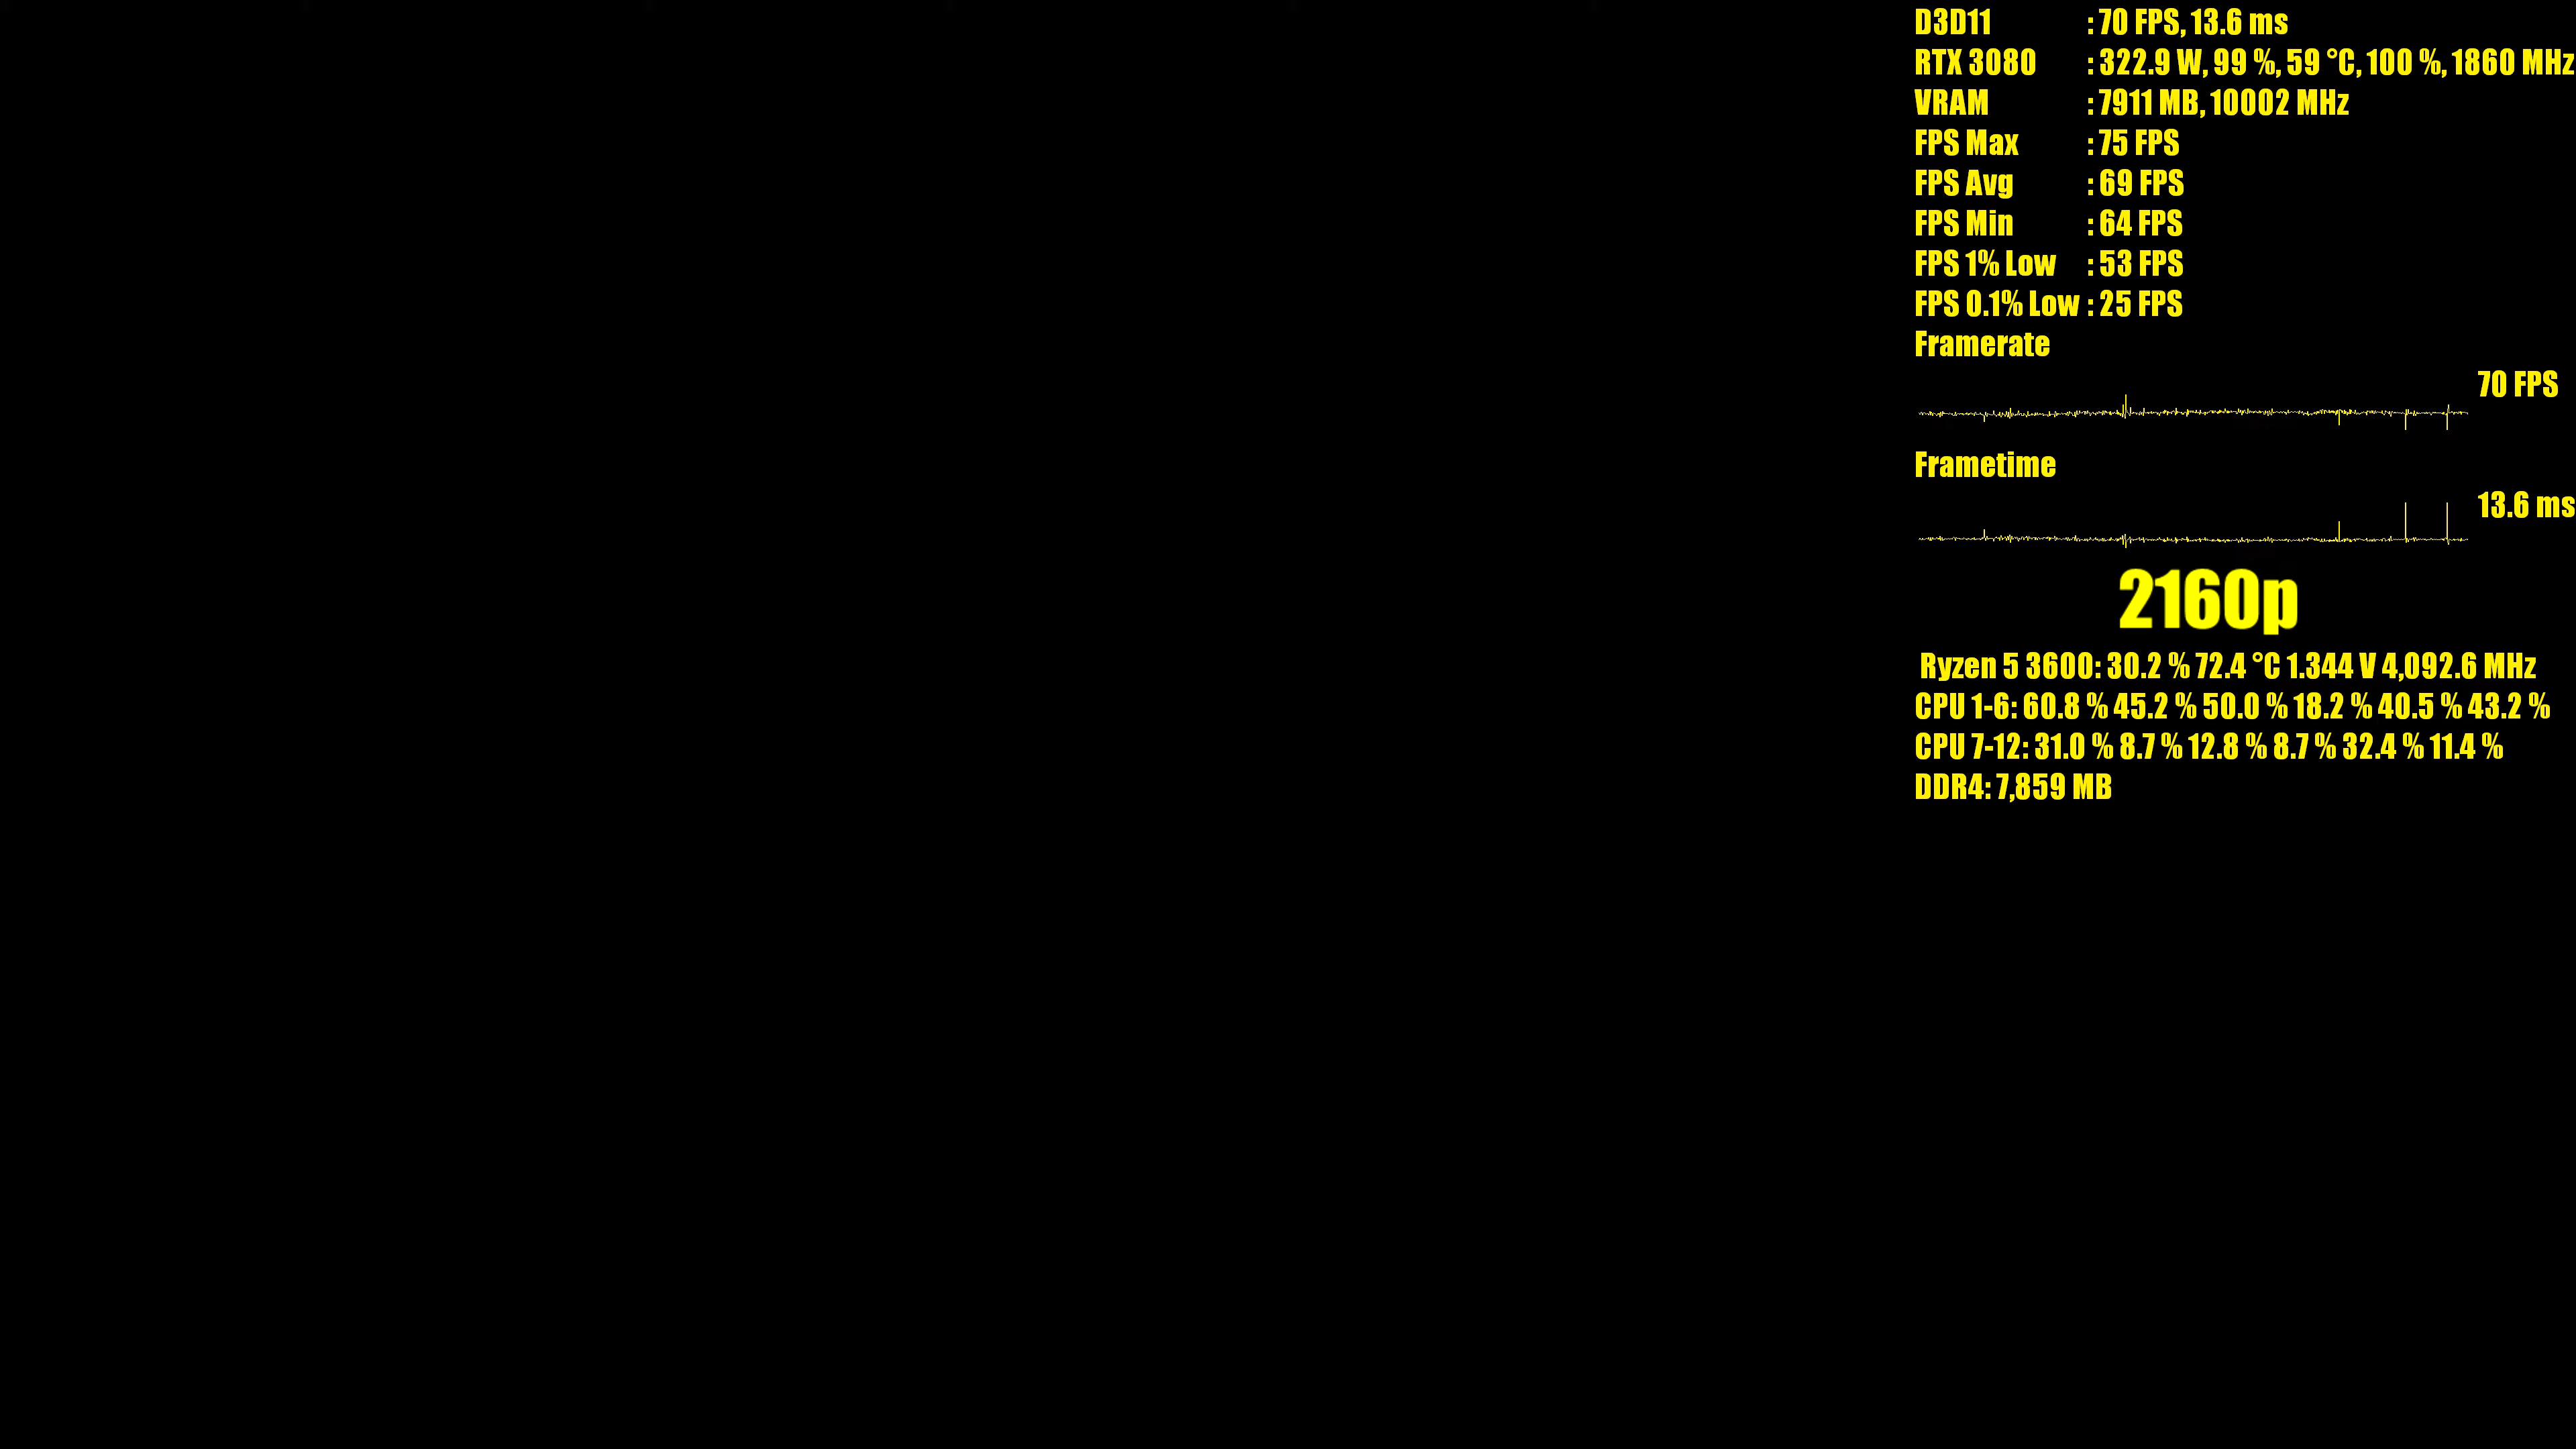 D3D11 : 70 FPS, 13.6 ms
RTX 3080 : 322.9 W, 99 %, 59 °C, 100 %, 1860 MHz
VRAM : 7911 MB, 10002 MHz
FPS Max : 75 FPS
FPS Avg : 69 FPS
FPS Min : 64 FPS
FPS 1% Low : 53 FPS
FPS 0.1% Low : 25 FPS
Framerate
70 FPS
Frametime
13.6 ms
2160p
Ryzen 5 3600: 30.2 % 72.4 °C 1.344 V 4,092.6 MHz
CPU 1-6: 60.8 % 45.2 % 50.0 % 18.2 % 40.5 % 43.2 %
CPU 7-12: 31.0 % 8.7 % 12.8 % 8.7 % 32.4 % 11.4 %
DDR4: 7,859 MB